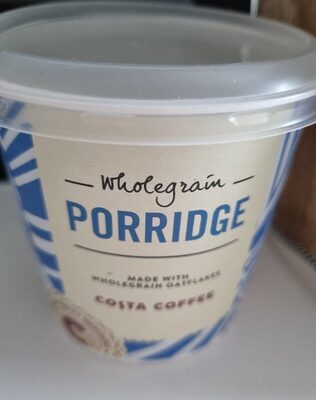 Wholegrain
PORRIDGE
MADE WITH
WHOLEGRAIN OATFLAKES
COSTA COFFEE